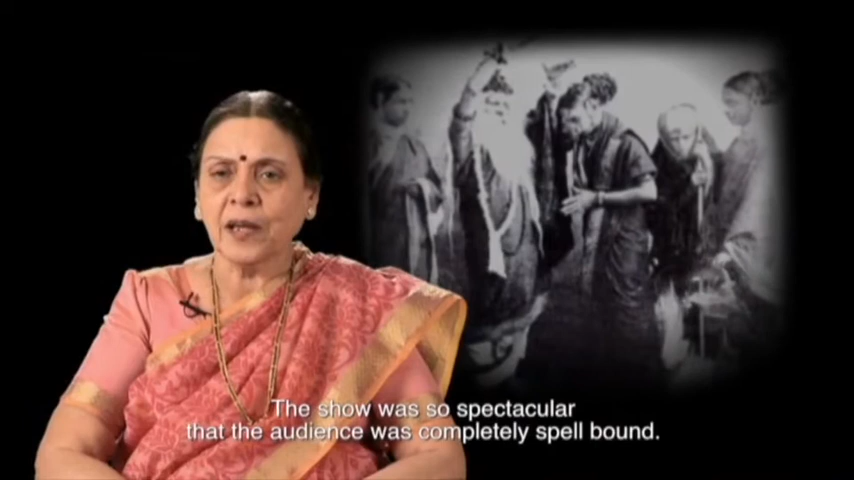 The show was so spectacular
that the audience was completely spell bound.